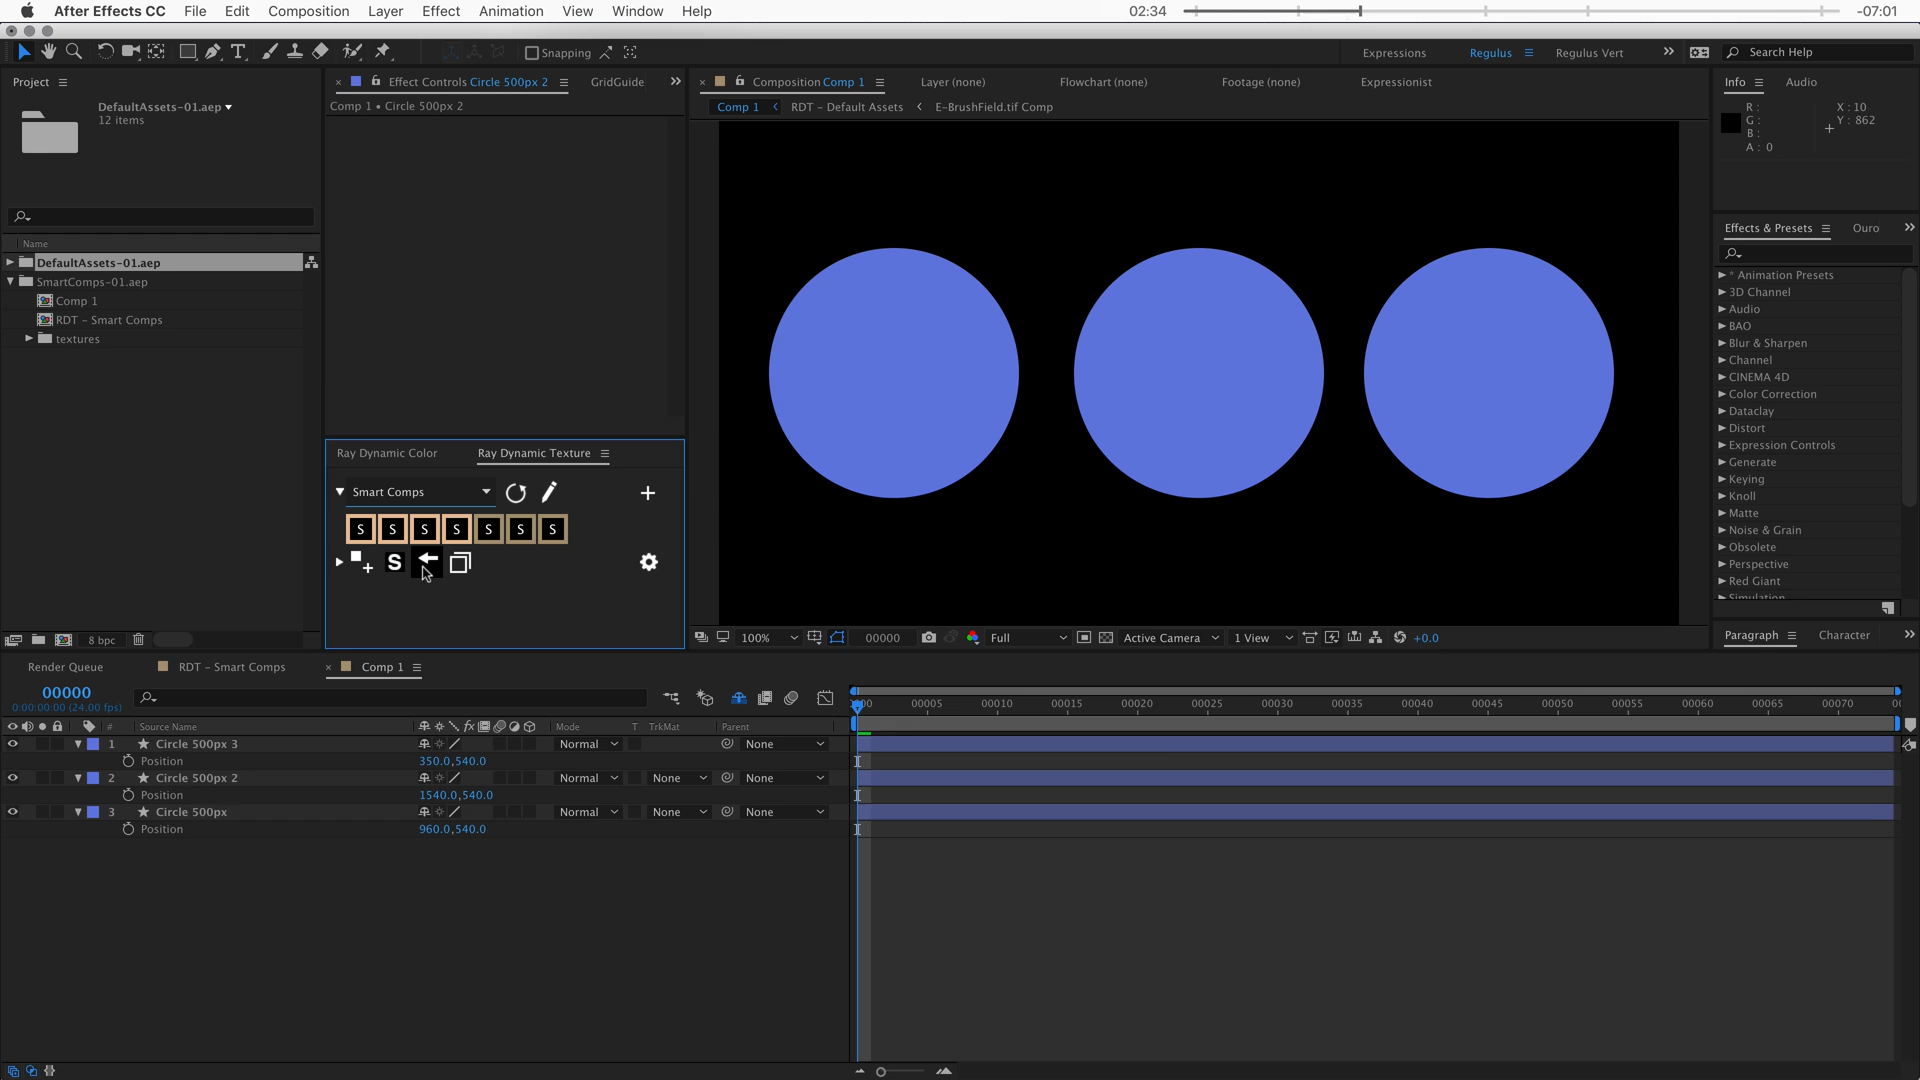 After Effects CC File Edit Composition Layer Effect Animation View Window Help 02:34 -07:01
Snapping Expressions Regulus Regulus Vert Search Help
Project
DefaultAssets-01.aep
12 items
Name
DefaultAssets-01.aep
SmartComps-01.aep
Comp 1
RDT - Smart Comps
textures
8 bpc
Effect Controls Circle 500px 2 GridGuide
Comp 1 • Circle 500px 2
Ray Dynamic Color Ray Dynamic Texture
Smart Comps
S S S S S S S
S
Composition Comp 1 Layer (none) Flowchart (none) Footage (none) Expressionist
Comp 1 RDT - Default Assets E-BrushField.tif Comp
100% 00000 Full Active Camera 1 View +0.0
Info Audio
R :
G :
B :
A : 0
X : 10
Y : 862
Effects & Presets Ouro
* Animation Presets
3D Channel
Audio
BAO
Blur & Sharpen
Channel
CINEMA 4D
Color Correction
Dataclay
Distort
Expression Controls
Generate
Keying
Knoll
Matte
Noise & Grain
Obsolete
Perspective
Red Giant
Simulation
Paragraph Character
Render Queue RDT - Smart Comps Comp 1
00000
0:00:00:00 (24.00 fps)
# Source Name fx Mode T TrkMat Parent
00005 00010 00015 00020 00025 00030 00035 00040 00045 00050 00055 00060 00065 00070
1 Circle 500px 3 Normal None
Position 350.0,540.0
2 Circle 500px 2 Normal None None
Position 1540.0,540.0
3 Circle 500px Normal None None
Position 960.0,540.0